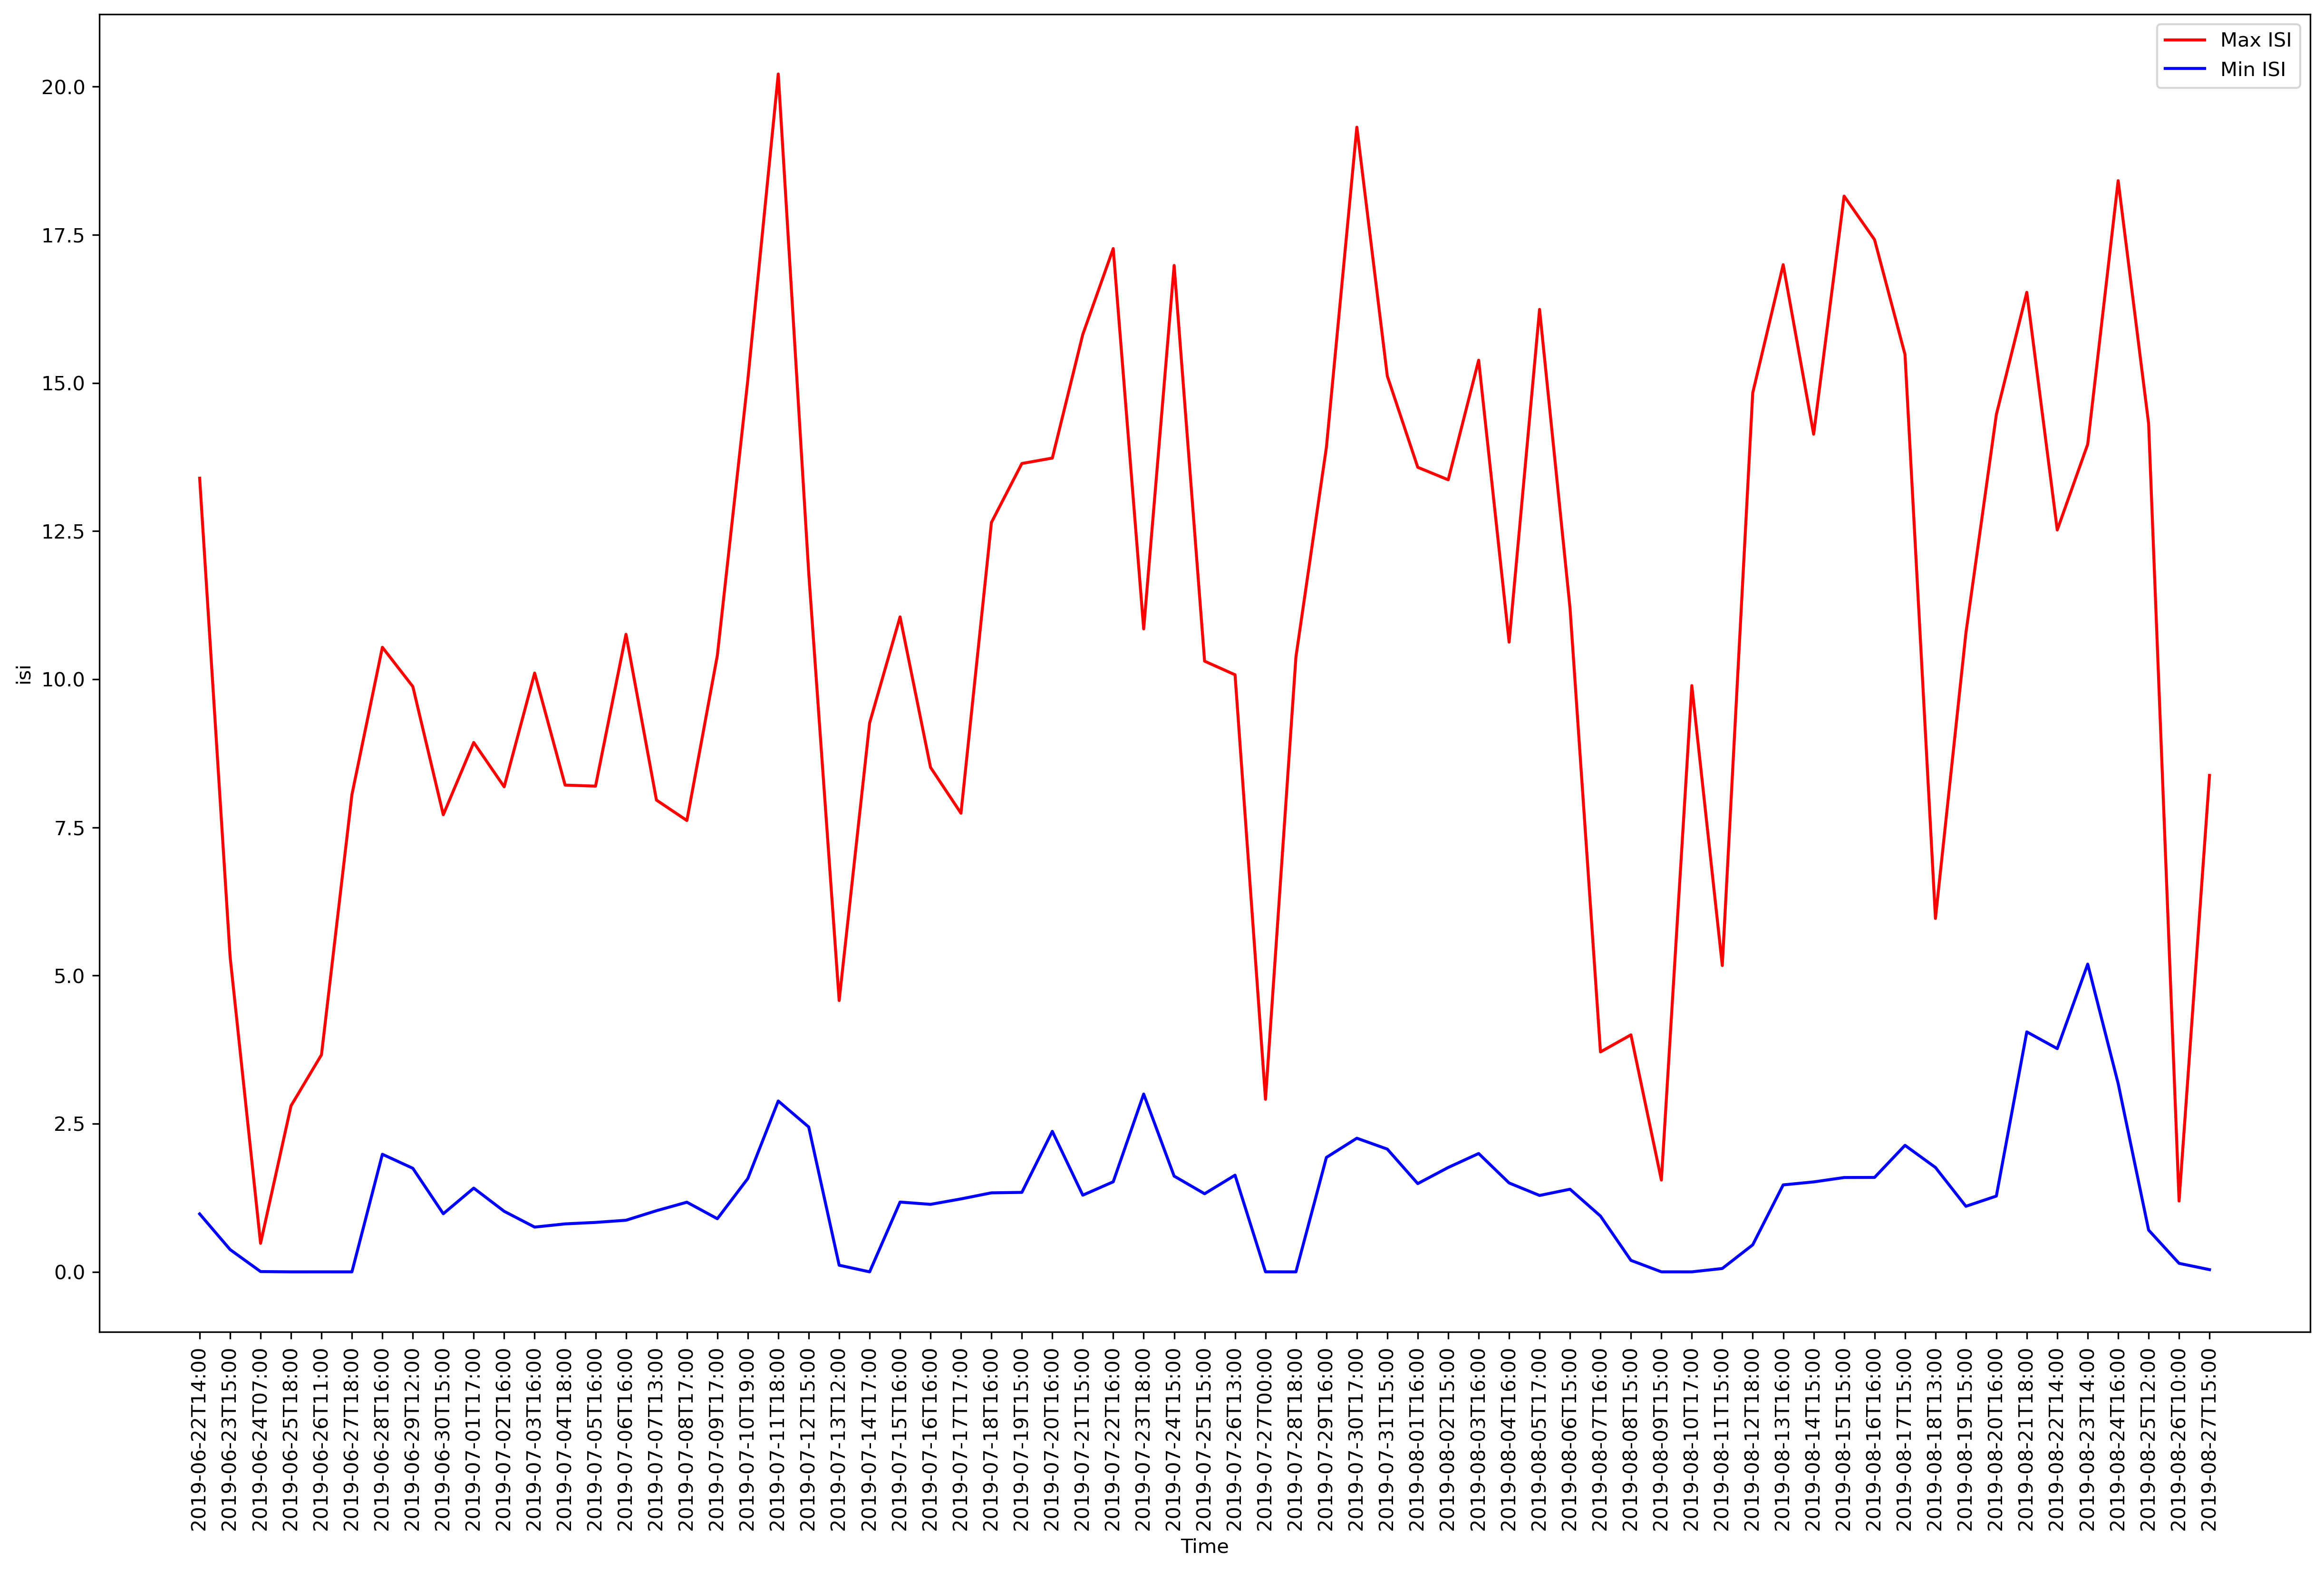 Max ISI
Min ISI
20.0
17.5
15.0
12.5
10.0
7.5
5.0
2.5
0.0
isi
2019-06-22T14:00
2019-06-23T15:00
2019-06-24T07:00
2019-06-25T18:00
2019-06-26T11:00
2019-06-27T18:00
2019-06-28T16:00
2019-06-29T12:00
2019-06-30T15:00
2019-07-01T17:00
2019-07-02T16:00
2019-07-03T16:00
2019-07-04T18:00
2019-07-05T16:00
2019-07-06T16:00
2019-07-07T13:00
2019-07-08T17:00
2019-07-09T17:00
2019-07-10T19:00
2019-07-11T18:00
2019-07-12T15:00
2019-07-13T12:00
2019-07-14T17:00
2019-07-15T16:00
2019-07-16T16:00
2019-07-17T17:00
2019-07-18T16:00
2019-07-19T15:00
2019-07-20T16:00
2019-07-21T15:00
2019-07-22T16:00
2019-07-23T18:00
2019-07-24T15:00
2019-07-25T15:00
2019-07-26T13:00
2019-07-27T00:00
2019-07-28T18:00
2019-07-29T16:00
2019-07-30T17:00
2019-07-31T15:00
2019-08-01T16:00
2019-08-02T15:00
2019-08-03T16:00
2019-08-04T16:00
2019-08-05T17:00
2019-08-06T15:00
2019-08-07T16:00
2019-08-08T15:00
2019-08-09T15:00
2019-08-10T17:00
2019-08-11T15:00
2019-08-12T18:00
2019-08-13T16:00
2019-08-14T15:00
2019-08-15T15:00
2019-08-16T16:00
2019-08-17T15:00
2019-08-18T13:00
2019-08-19T15:00
2019-08-20T16:00
2019-08-21T18:00
2019-08-22T14:00
2019-08-23T14:00
2019-08-24T16:00
2019-08-25T12:00
2019-08-26T10:00
2019-08-27T15:00
Time